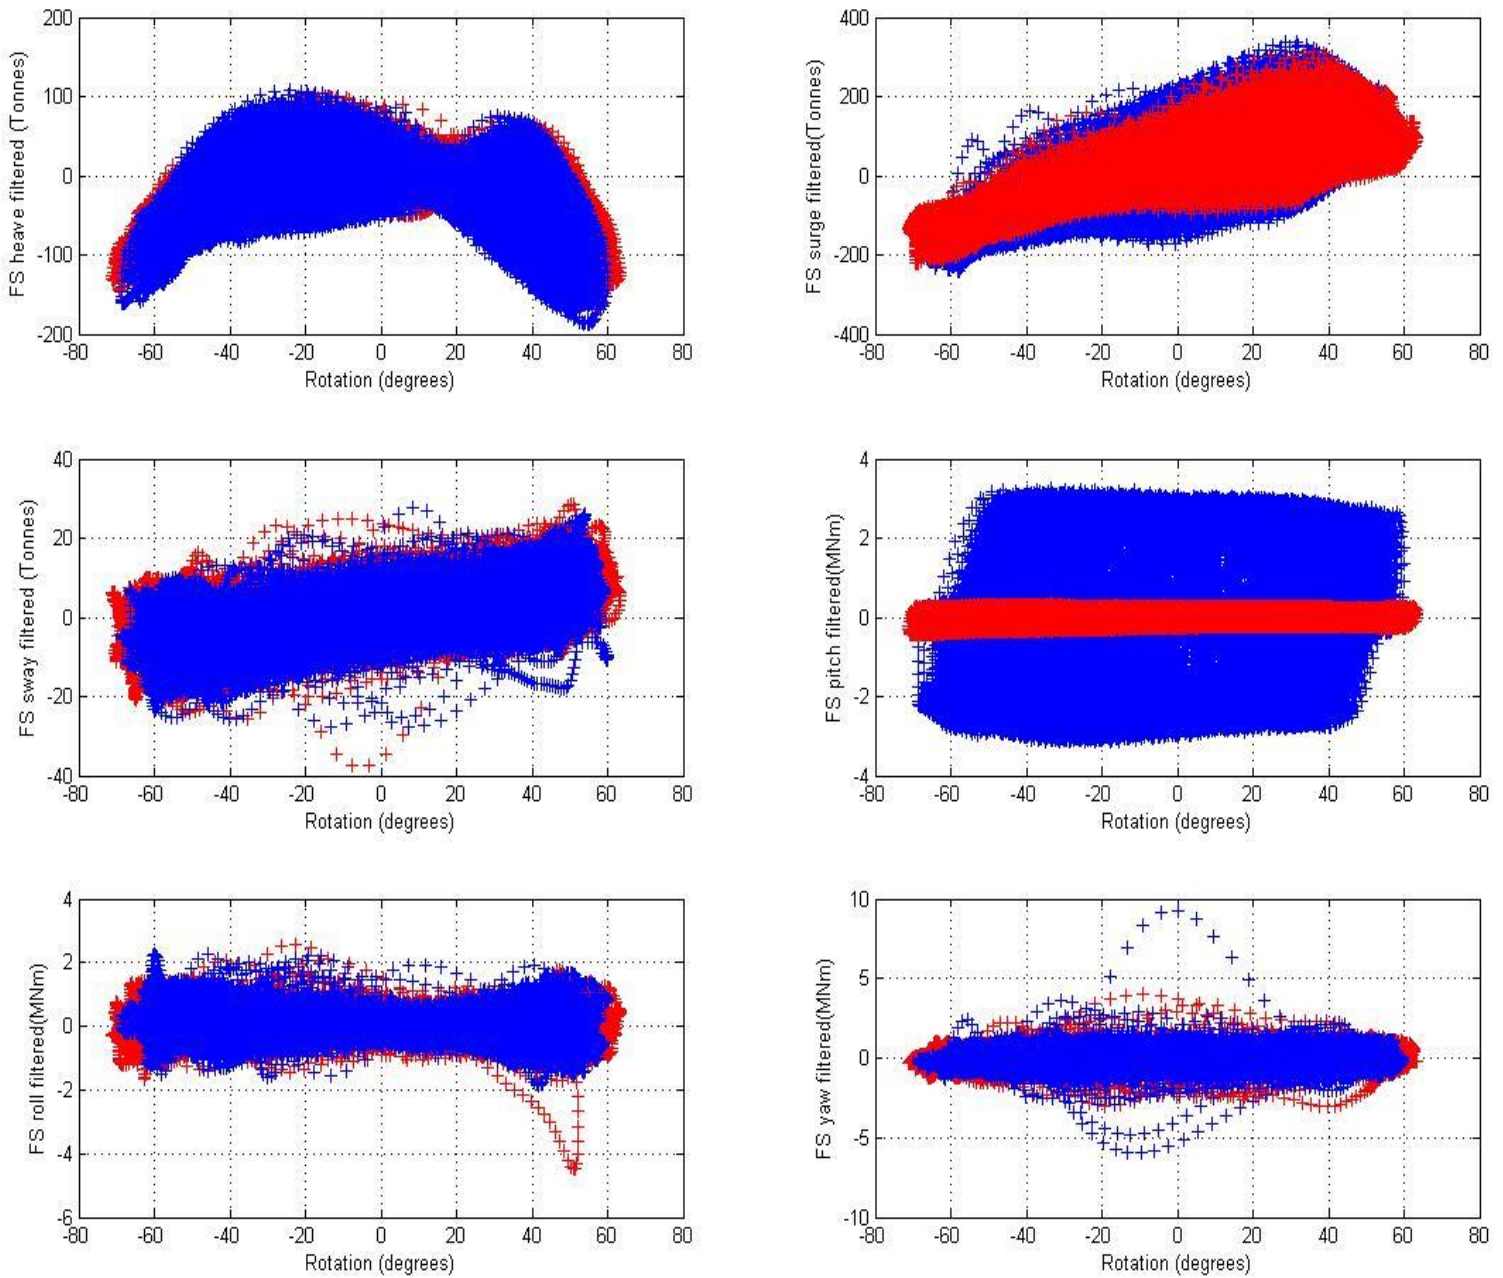 200
100
0
-100
-200
-80 -60 -40 -20 0 20 40 60 80
Rotation (degrees)
FS heave filtered (Tonnes)
400
200
0
-200
-400
-80 -60 -40 -20 0 20 40 60 80
Rotation (degrees)
FS surge filtered(Tonnes)
40
20
0
-20
-40
-80 -60 -40 -20 0 20 40 60 80
Rotation (degrees)
FS sway filtered (Tonnes)
4
2
0
-2
-4
-80 -60 -40 -20 0 20 40 60 80
Rotation (degrees)
FS pitch filtered(MNm)
4
2
0
-2
-4
-6
-80 -60 -40 -20 0 20 40 60 80
Rotation (degrees)
FS roll filtered(MNm)
10
5
0
-5
-10
-80 -60 -40 -20 0 20 40 60 80
Rotation (degrees)
FS yaw filtered(MNm)